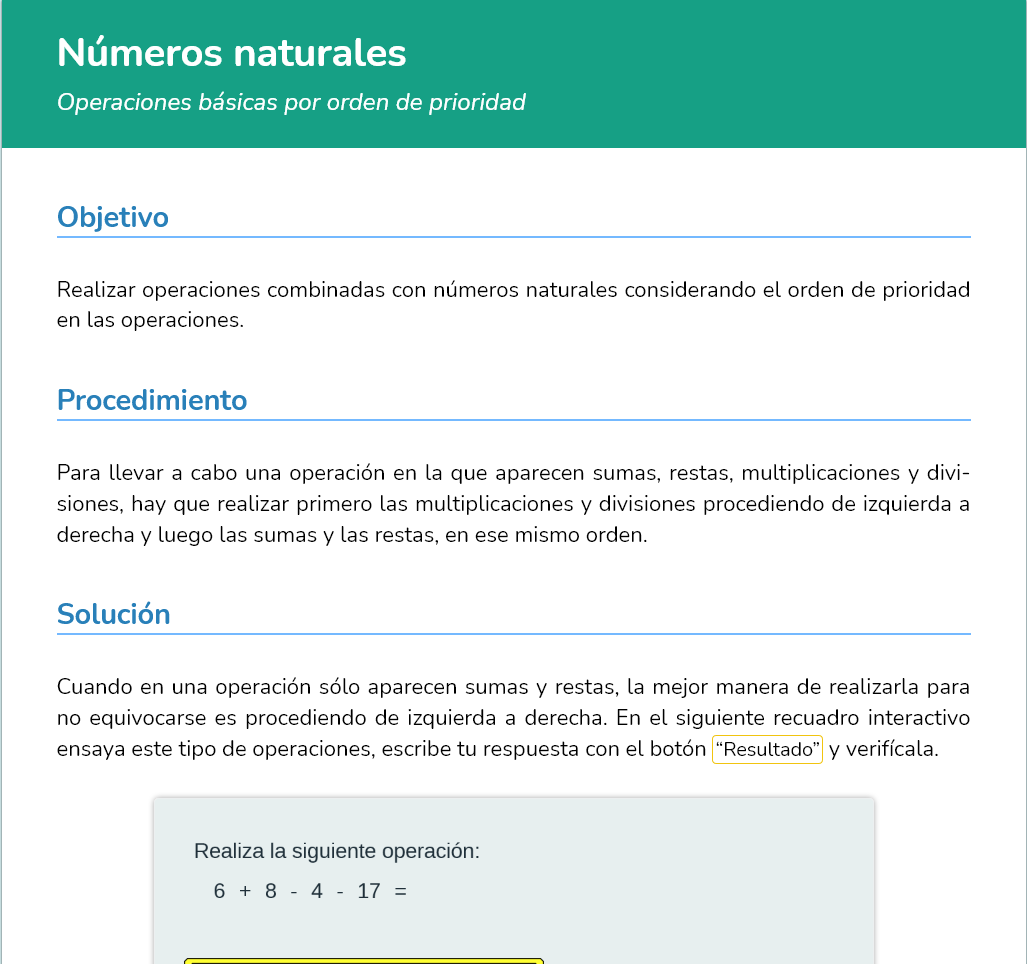 Números naturales
Operaciones básicas por orden de prioridad
Objetivo
Realizar operaciones combinadas con números naturales considerando el orden de prioridad
en las operaciones.
Procedimiento
Para llevar a cabo una operación en la que aparecen sumas, restas, multiplicaciones y divi-
siones, hay que realizar primero las multiplicaciones y divisiones procediendo de izquierda a
derecha y luego las sumas y las restas, en ese mismo orden.
Solución
Cuando en una operación sólo aparecen sumas y restas, la mejor manera de realizarla para
no equivocarse es procediendo de izquierda a derecha. En el siguiente recuadro interactivo
ensaya este tipo de operaciones, escribe tu respuesta con el botón “Resultado” y verifícala.
Realiza la siguiente operación:
6 + 8 - 4 - 17 =